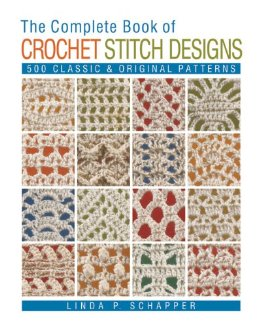 The Complete Book of
CROCHET STITCH DESIGNS
500 CLASSIC & ORIGINAL PATTERNS
LINDA P. SCHAPPER